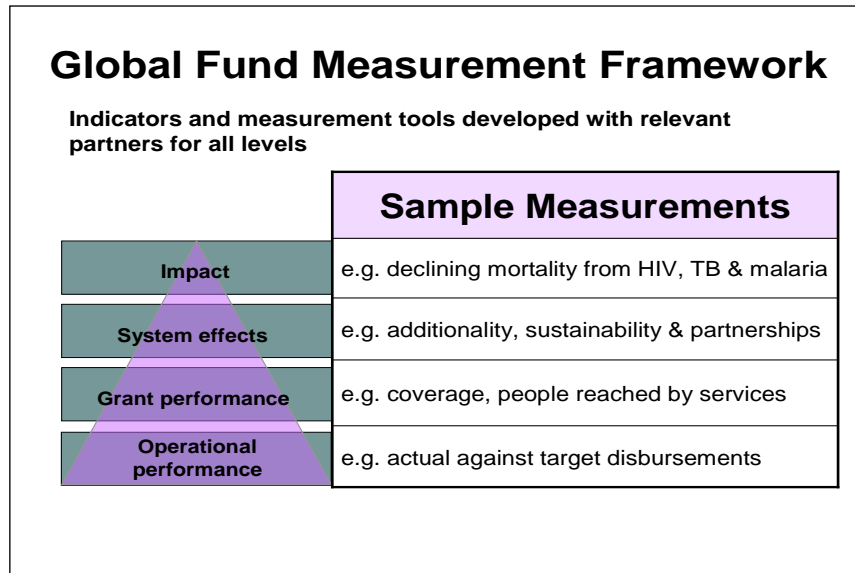 Global Fund Measurement Framework
Indicators and measurement tools developed with relevant
partners for all levels
Sample Measurements
Impact
e.g. declining mortality from HIV, TB & malaria
System effects
e.g. additionality, sustainability & partnerships
Grant performance
e.g. coverage, people reached by services
Operational
performance
e.g. actual against target disbursements